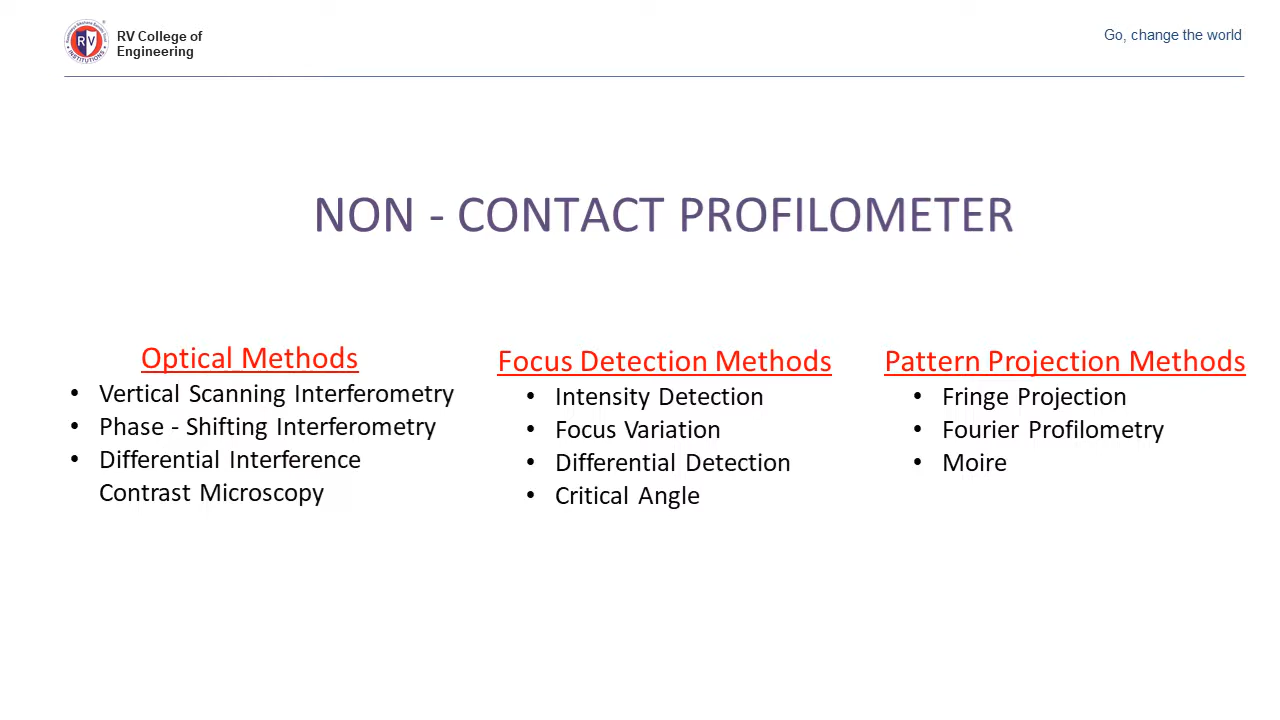 RV College of
Engineering
Go, change the world
NON - CONTACT PROFILOMETER
Optical Methods
• Vertical Scanning Interferometry
• Phase - Shifting Interferometry
• Differential Interference
Contrast Microscopy
Focus Detection Methods
• Intensity Detection
• Focus Variation
• Differential Detection
• Critical Angle
Pattern Projection Methods
• Fringe Projection
• Fourier Profilometry
• Moire
RV
INSTITUTIONS